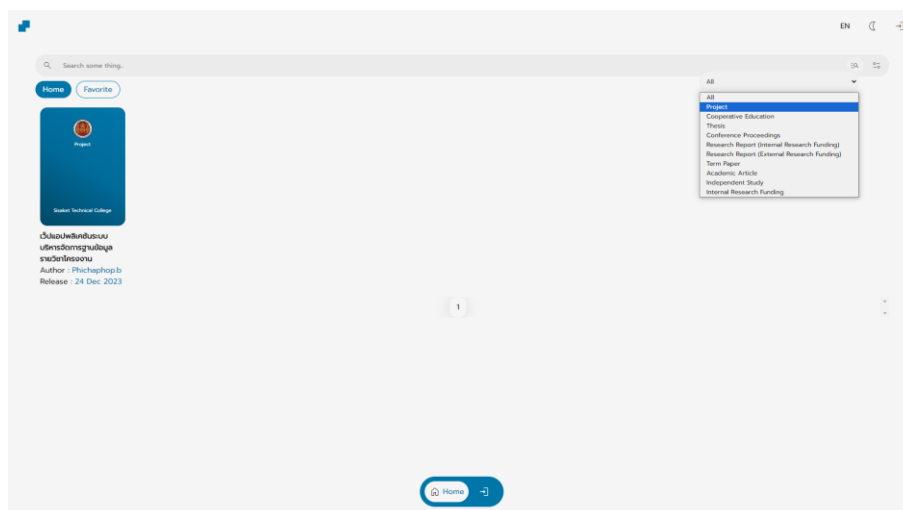 EN
Search some thing..
Home
Favorite
All
All
Project
Cooperative Education
Thesis
Conference Proceedings
Research Report (Internal Research Funding)
Research Report (External Research Funding)
Term Paper
Academic Article
Independent Study
Internal Research Funding
Project
Sisaket Technical College
เว็ปแอปพลิเคชันระบบ
บริหารจัดการฐานข้อมูล
รายวิชาโครงงาน
Author : Phichaphop.b
Release : 24 Dec 2023
1
Home